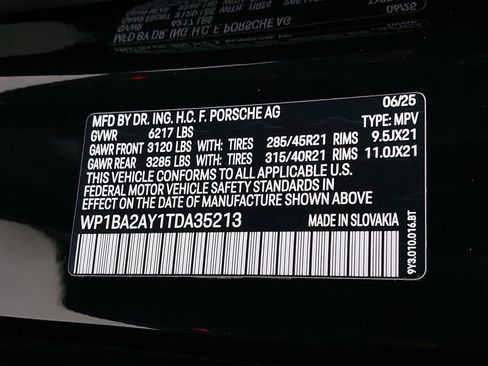 MFD BY DR. ING. H.C. F. PORSCHE AG 06/25
GVWR 6217 LBS TYPE: MPV
GAWR FRONT 3120 LBS WITH: TIRES 285/45R21 RIMS 9.5JX21
GAWR REAR 3285 LBS WITH: TIRES 315/40R21 RIMS 11.0JX21
THIS VEHICLE CONFORMS TO ALL APPLICABLE U.S.
FEDERAL MOTOR VEHICLE SAFETY STANDARDS IN
EFFECT ON THE DATE OF MANUFACTURE SHOWN ABOVE
WP1BA2AY1TDA35213 MADE IN SLOVAKIA
9Y3.010.016.BT